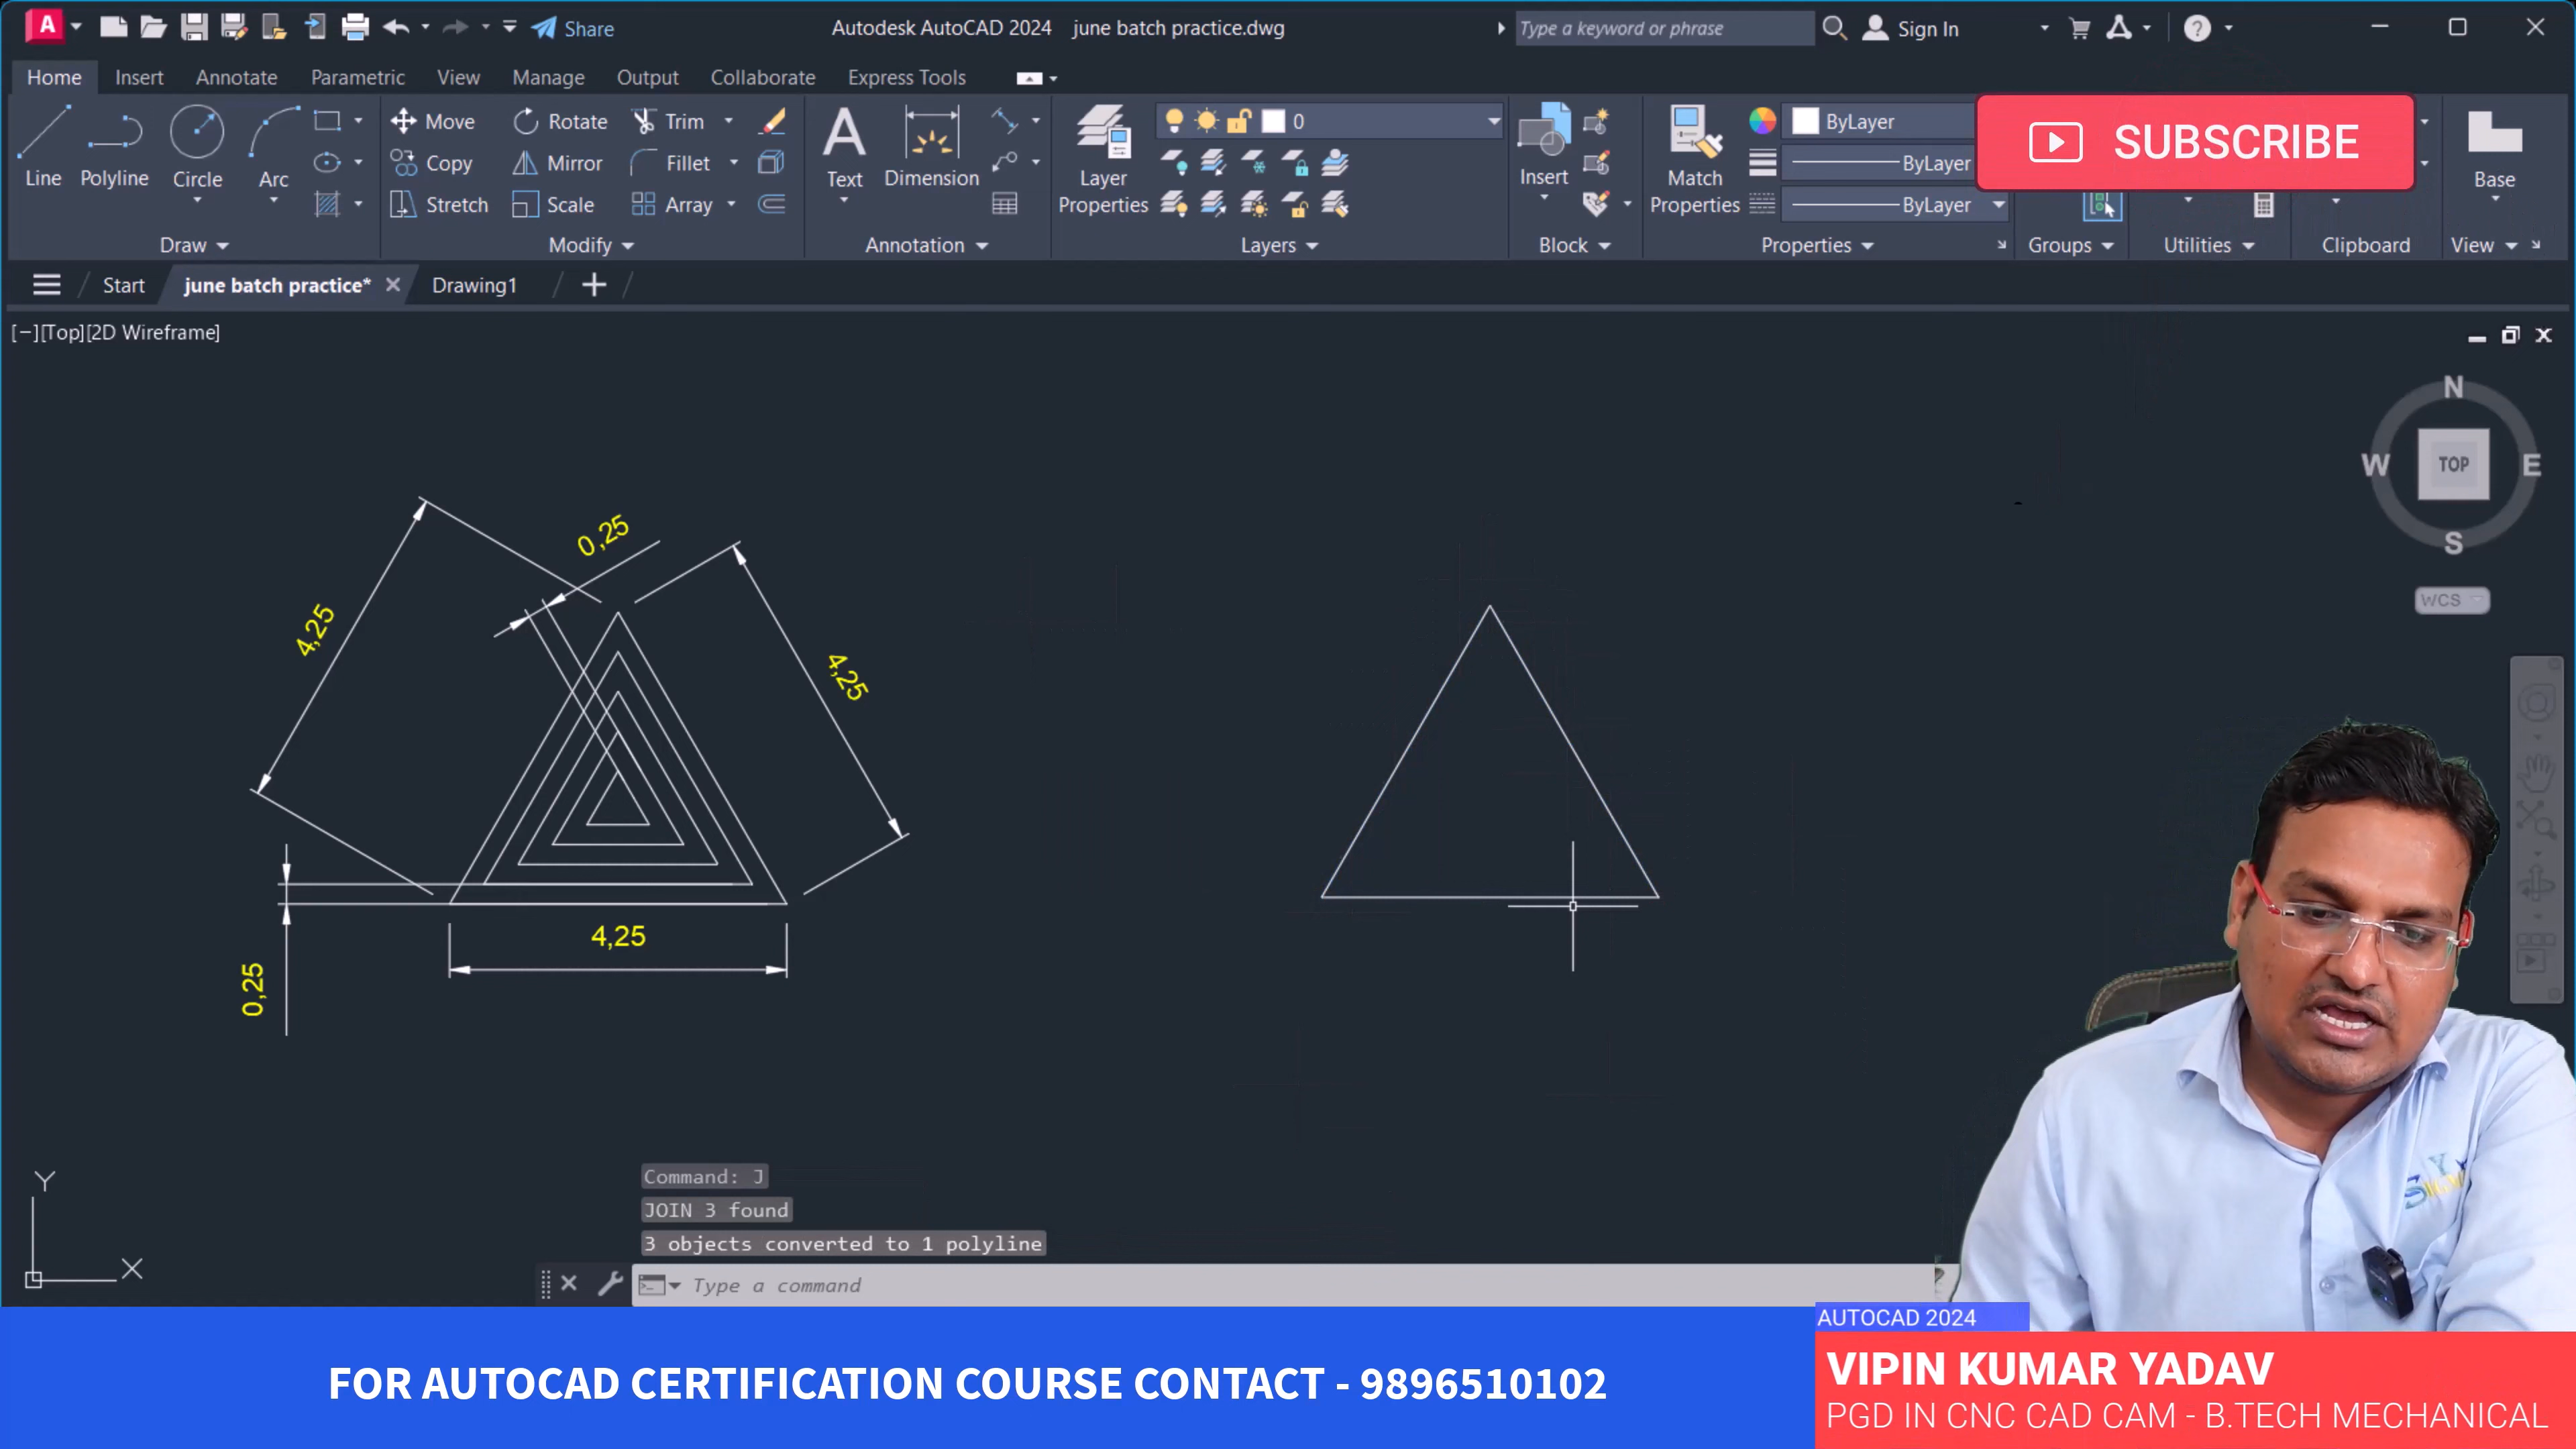 A Share Autodesk AutoCAD 2024 june batch practice.dwg Type a keyword or phrase Sign In
Home Insert Annotate Parametric View Manage Output Collaborate Express Tools
Line Polyline Circle Arc
Move Rotate Trim
Copy Mirror Fillet
Stretch Scale Array
Text Dimension
Layer Properties
0
Insert
Match Properties
ByLayer
ByLayer
ByLayer
SUBSCRIBE
Base
Draw Modify Annotation Layers Block Properties Groups Utilities Clipboard View
Start june batch practice* Drawing1
[−][Top][2D Wireframe]
N
W TOP E
S
WCS
0,25
4,25
4,25
4,25
0,25
Y
X
Command: J
JOIN 3 found
3 objects converted to 1 polyline
Type a command
FOR AUTOCAD CERTIFICATION COURSE CONTACT - 9896510102
AUTOCAD 2024
VIPIN KUMAR YADAV
PGD IN CNC CAD CAM - B.TECH MECHANICAL